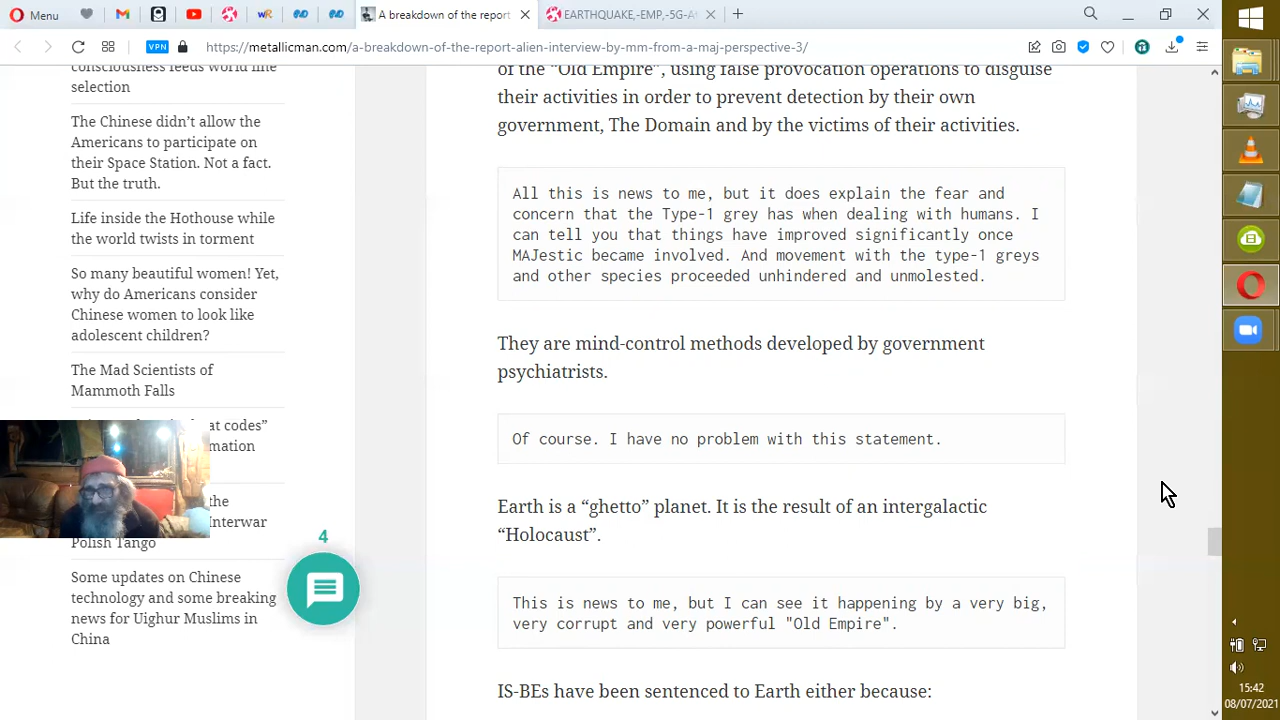 Menu
A breakdown of the report
EARTHQUAKE,-EMP,-5G-A
VPN
https://metallicman.com/a-breakdown-of-the-report-alien-interview-by-mm-from-a-maj-perspective-3/
consciousness feeds world line
selection
The Chinese didn’t allow the
Americans to participate on
their Space Station. Not a fact.
But the truth.
Life inside the Hothouse while
the world twists in torment
So many beautiful women! Yet,
why do Americans consider
Chinese women to look like
adolescent children?
The Mad Scientists of
Mammoth Falls
at codes”
mation
the
Interwar
Polish Tango
Some updates on Chinese
technology and some breaking
news for Uighur Muslims in
China
4
of the “Old Empire”, using false provocation operations to disguise
their activities in order to prevent detection by their own
government, The Domain and by the victims of their activities.
All this is news to me, but it does explain the fear and
concern that the Type-1 grey has when dealing with humans. I
can tell you that things have improved significantly once
MAJestic became involved. And movement with the type-1 greys
and other species proceeded unhindered and unmolested.
They are mind-control methods developed by government
psychiatrists.
Of course. I have no problem with this statement.
Earth is a “ghetto” planet. It is the result of an intergalactic
“Holocaust”.
This is news to me, but I can see it happening by a very big,
very corrupt and very powerful "Old Empire".
IS-BEs have been sentenced to Earth either because:
15:42
08/07/2021